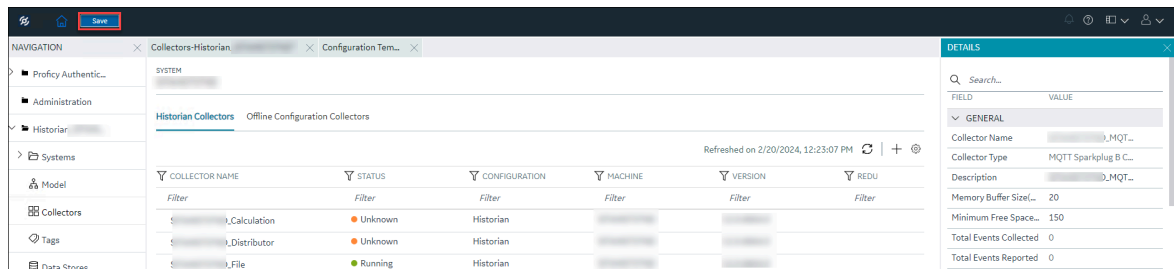 Save
NAVIGATION
Collectors-Historian
Configuration Tem...
DETAILS
Proficy Authentic...
Administration
Historian
Systems
Model
Collectors
Tags
Data Stores
SYSTEM
Historian Collectors Offline Configuration Collectors
Refreshed on 2/20/2024, 12:23:07 PM
COLLECTOR NAME STATUS CONFIGURATION MACHINE VERSION REDU
Filter Filter Filter Filter Filter Filter
_Calculation Unknown Historian
_Distributor Unknown Historian
_File Running Historian
Search...
FIELD VALUE
GENERAL
Collector Name _MQT...
Collector Type MQTT Sparkplug B C...
Description _MQT...
Memory Buffer Size(... 20
Minimum Free Space... 150
Total Events Collected 0
Total Events Reported 0